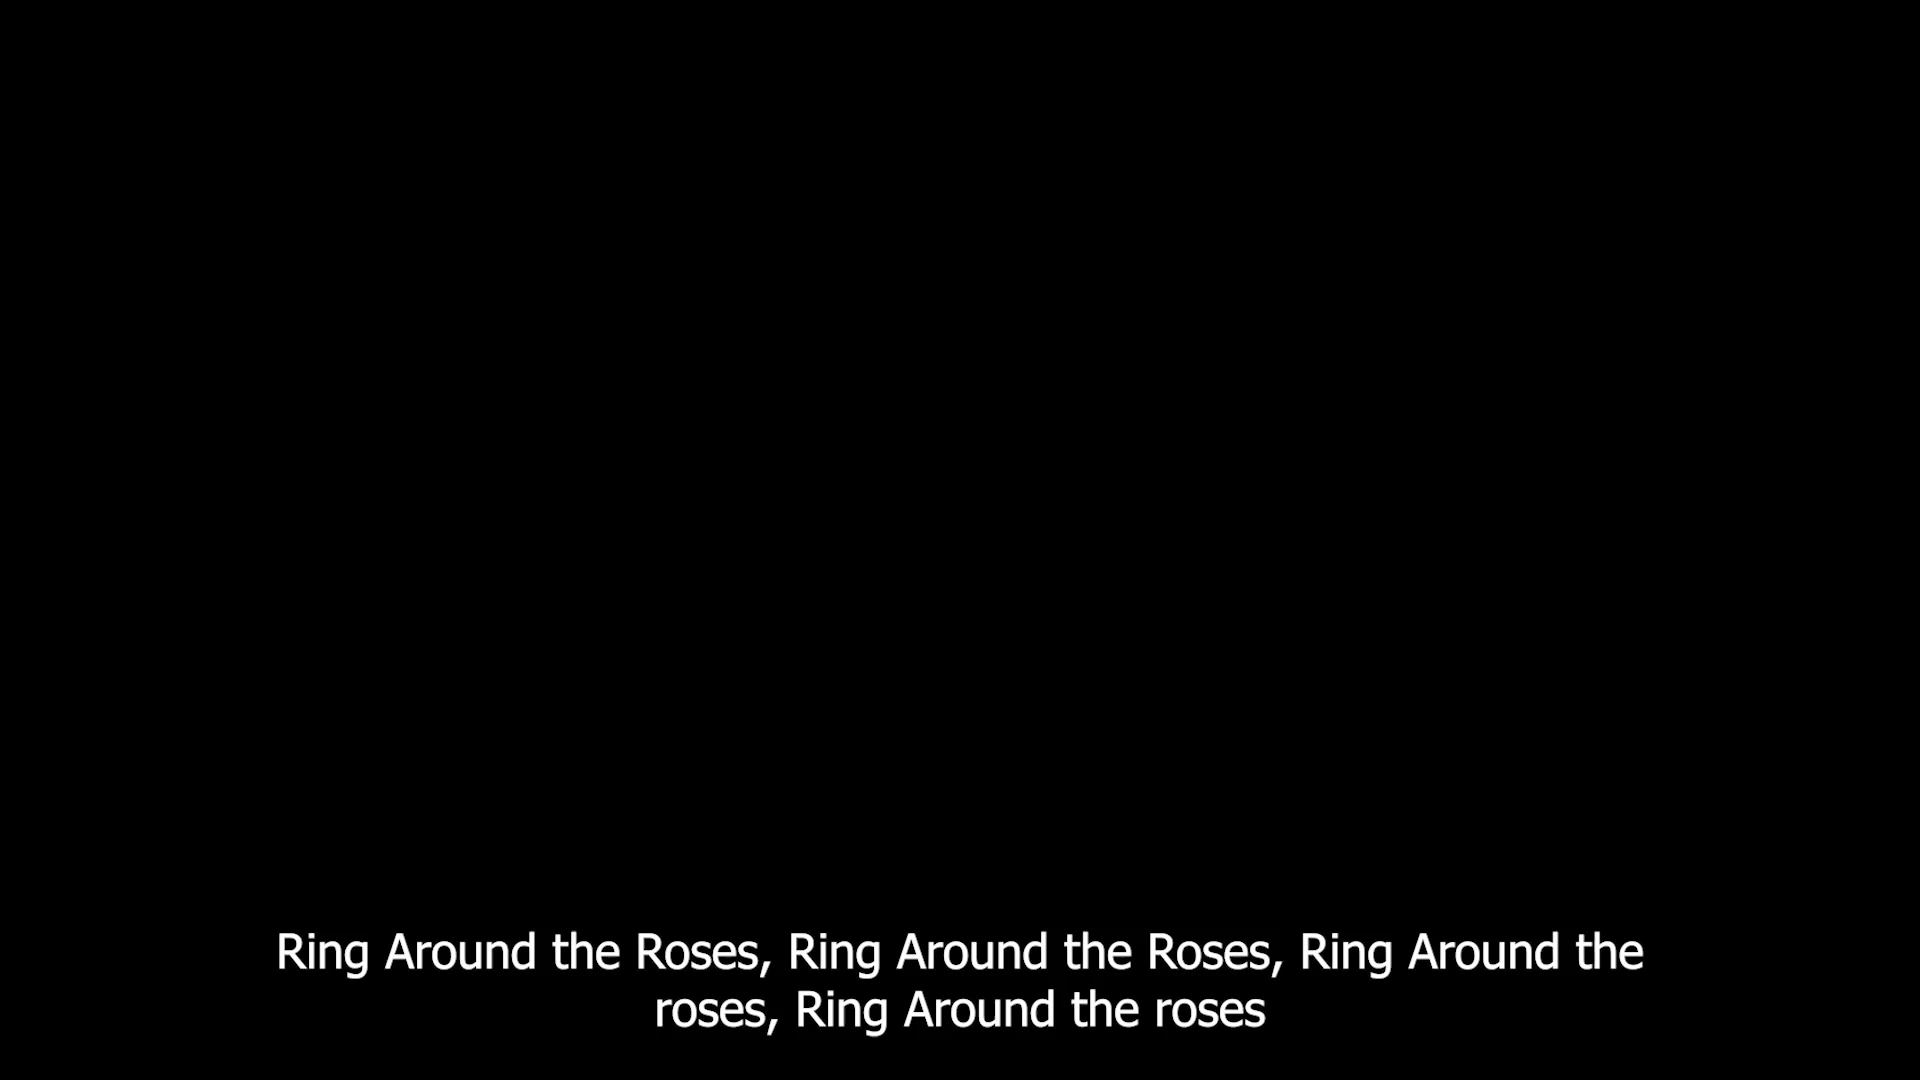 Ring Around the Roses, Ring Around the Roses, Ring Around the
roses, Ring Around the roses